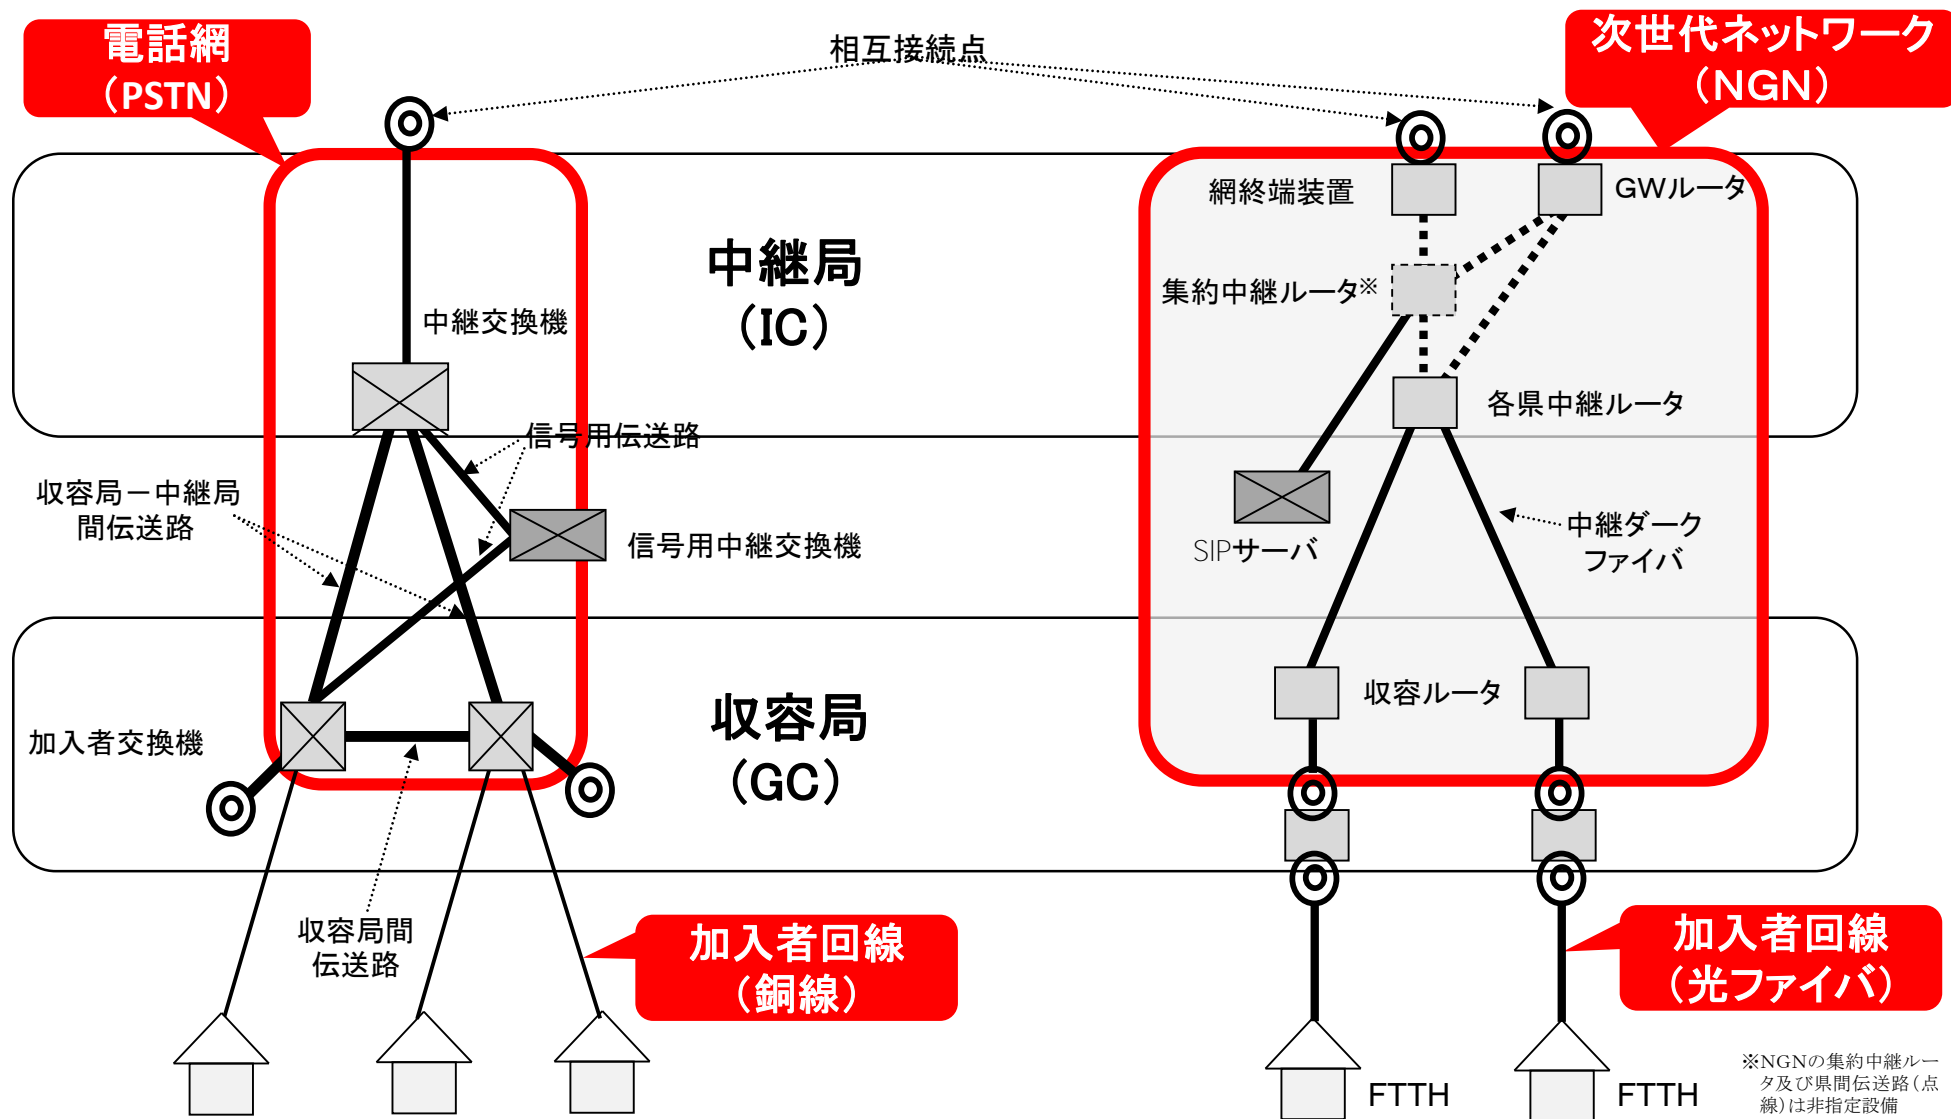 電話網
(PSTN)
相互接続点
次世代ネットワーク
(NGN)
網終端装置
GWルータ
中継局
(IC)
集約中継ルータ※
中継交換機
各県中継ルータ
信号用伝送路
収容局－中継局
間伝送路
信号用中継交換機
SIPサーバ
中継ダーク
ファイバ
収容局
(GC)
収容ルータ
加入者交換機
収容局間
伝送路
加入者回線
(銅線)
加入者回線
(光ファイバ)
FTTH
FTTH
※NGNの集約中継ルー
タ及び県間伝送路(点
線)は非指定設備